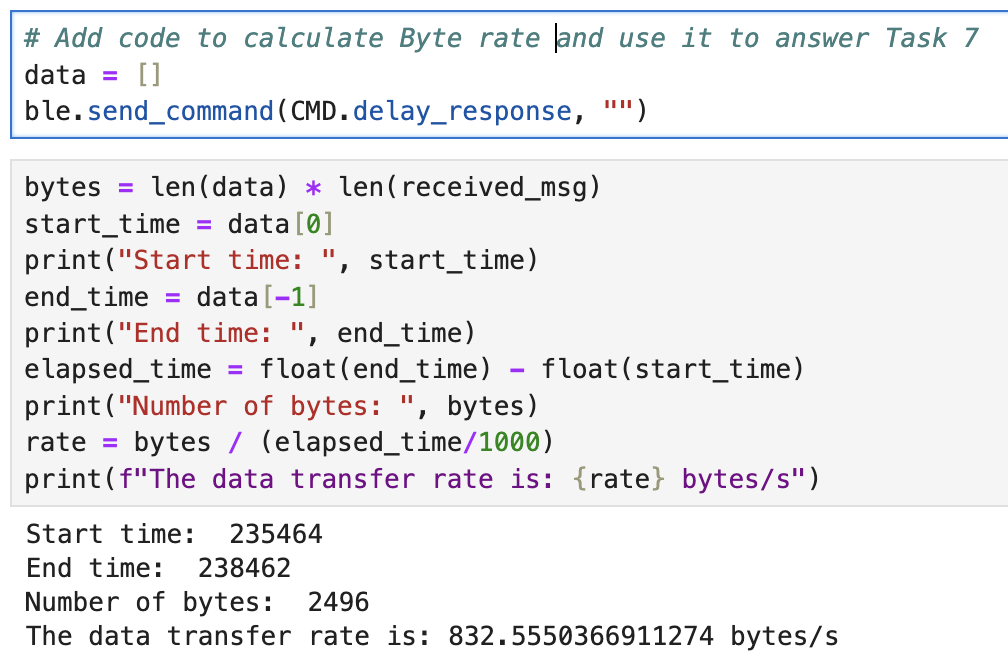 # Add code to calculate Byte rate and use it to answer Task 7
data = []
ble.send_command(CMD.delay_response, "")
bytes = len(data) * len(received_msg)
start_time = data[0]
print("Start time: ", start_time)
end_time = data[-1]
print("End time: ", end_time)
elapsed_time = float(end_time) - float(start_time)
print("Number of bytes: ", bytes)
rate = bytes / (elapsed_time/1000)
print(f"The data transfer rate is: {rate} bytes/s")
Start time:  235464
End time:  238462
Number of bytes:  2496
The data transfer rate is: 832.5550366911274 bytes/s